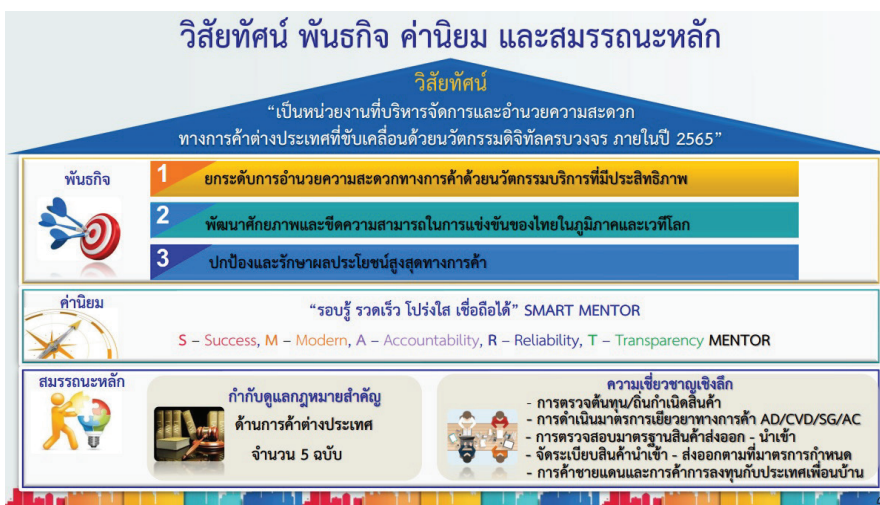 วิสัยทัศน์ พันธกิจ ค่านิยม และสมรรถนะหลัก
วิสัยทัศน์
“เป็นหน่วยงานที่บริหารจัดการและอำนวยความสะดวก
ทางการค้าต่างประเทศที่ขับเคลื่อนด้วยนวัตกรรมดิจิทัลครบวงจร ภายในปี 2565”
พันธกิจ
1 ยกระดับการอำนวยความสะดวกทางการค้าด้วยนวัตกรรมบริการที่มีประสิทธิภาพ
2 พัฒนาศักยภาพและขีดความสามารถในการแข่งขันของไทยในภูมิภาคและเวทีโลก
3 ปกป้องและรักษาผลประโยชน์สูงสุดทางการค้า
ค่านิยม
“รอบรู้ รวดเร็ว โปร่งใส เชื่อถือได้” SMART MENTOR
S – Success, M – Modern, A – Accountability, R – Reliability, T – Transparency MENTOR
สมรรถนะหลัก
กำกับดูแลกฎหมายสำคัญ
ด้านการค้าต่างประเทศ
จำนวน 5 ฉบับ
ความเชี่ยวชาญเชิงลึก
- การตรวจต้นทุน/ถิ่นกำเนิดสินค้า
- การดำเนินมาตรการเยียวยาทางการค้า AD/CVD/SG/AC
- การตรวจสอบมาตรฐานสินค้าส่งออก - นำเข้า
- จัดระเบียบสินค้านำเข้า - ส่งออกตามที่มาตรการกำหนด
- การค้าชายแดนและการค้าการลงทุนกับประเทศเพื่อนบ้าน